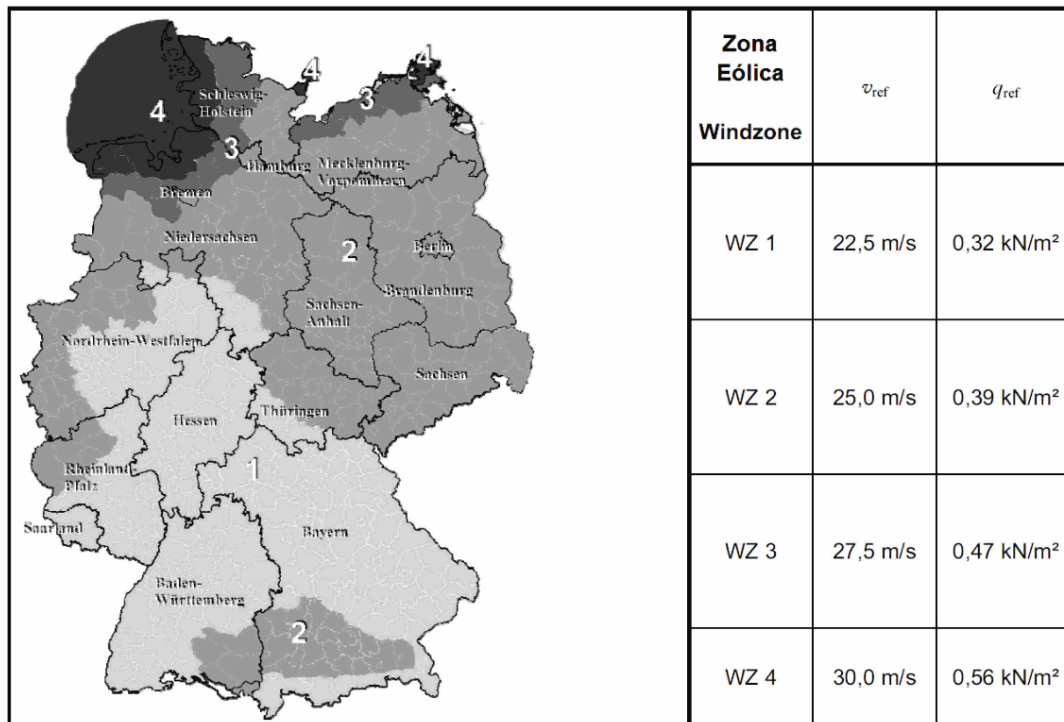 4
4
4
3
3
Schleswig-
Holstein
Hamburg
Mecklenburg-
Vorpommern
Bremen
Niedersachsen
2
Berlin
Brandenburg
Sachsen-
Anhalt
Nordrhein-Westfalen
Sachsen
Thüringen
Hessen
Rheinland-
Pfalz
1
Saarland
Bayern
Baden-
Württemberg
2
Zona
Eólica
Windzone
vref
qref
WZ 1
22,5 m/s
0,32 kN/m²
WZ 2
25,0 m/s
0,39 kN/m²
WZ 3
27,5 m/s
0,47 kN/m²
WZ 4
30,0 m/s
0,56 kN/m²